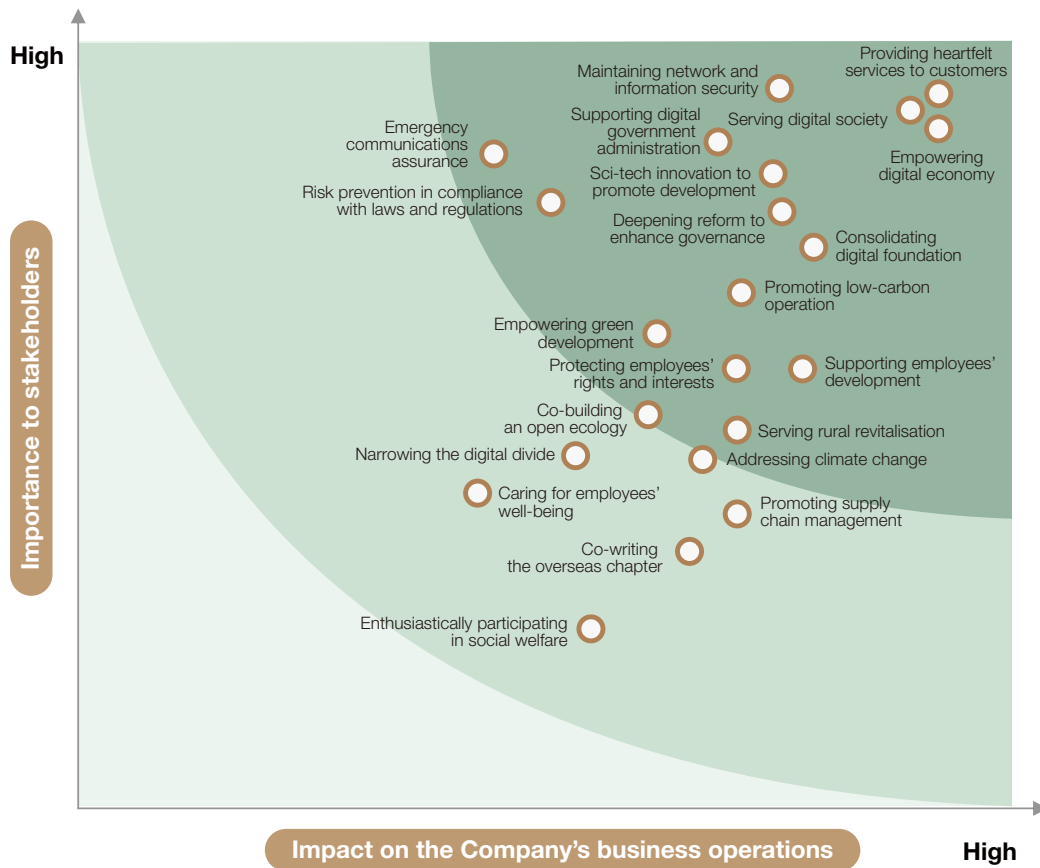 High
Providing heartfelt
services to customers
Maintaining network and
information security
Serving digital society
Supporting digital
government
administration
Emergency
communications
assurance
Empowering
digital economy
Sci-tech innovation to
promote development
Risk prevention in compliance
with laws and regulations
Deepening reform to
enhance governance
Consolidating
digital foundation
Promoting low-carbon
operation
Empowering green
development
Protecting employees’
rights and interests
Supporting employees’
development
Co-building
an open ecology
Serving rural revitalisation
Narrowing the digital divide
Addressing climate change
Caring for employees’
well-being
Promoting supply
chain management
Co-writing
the overseas chapter
Enthusiastically participating
in social welfare
Importance to stakeholders
Impact on the Company’s business operations
High